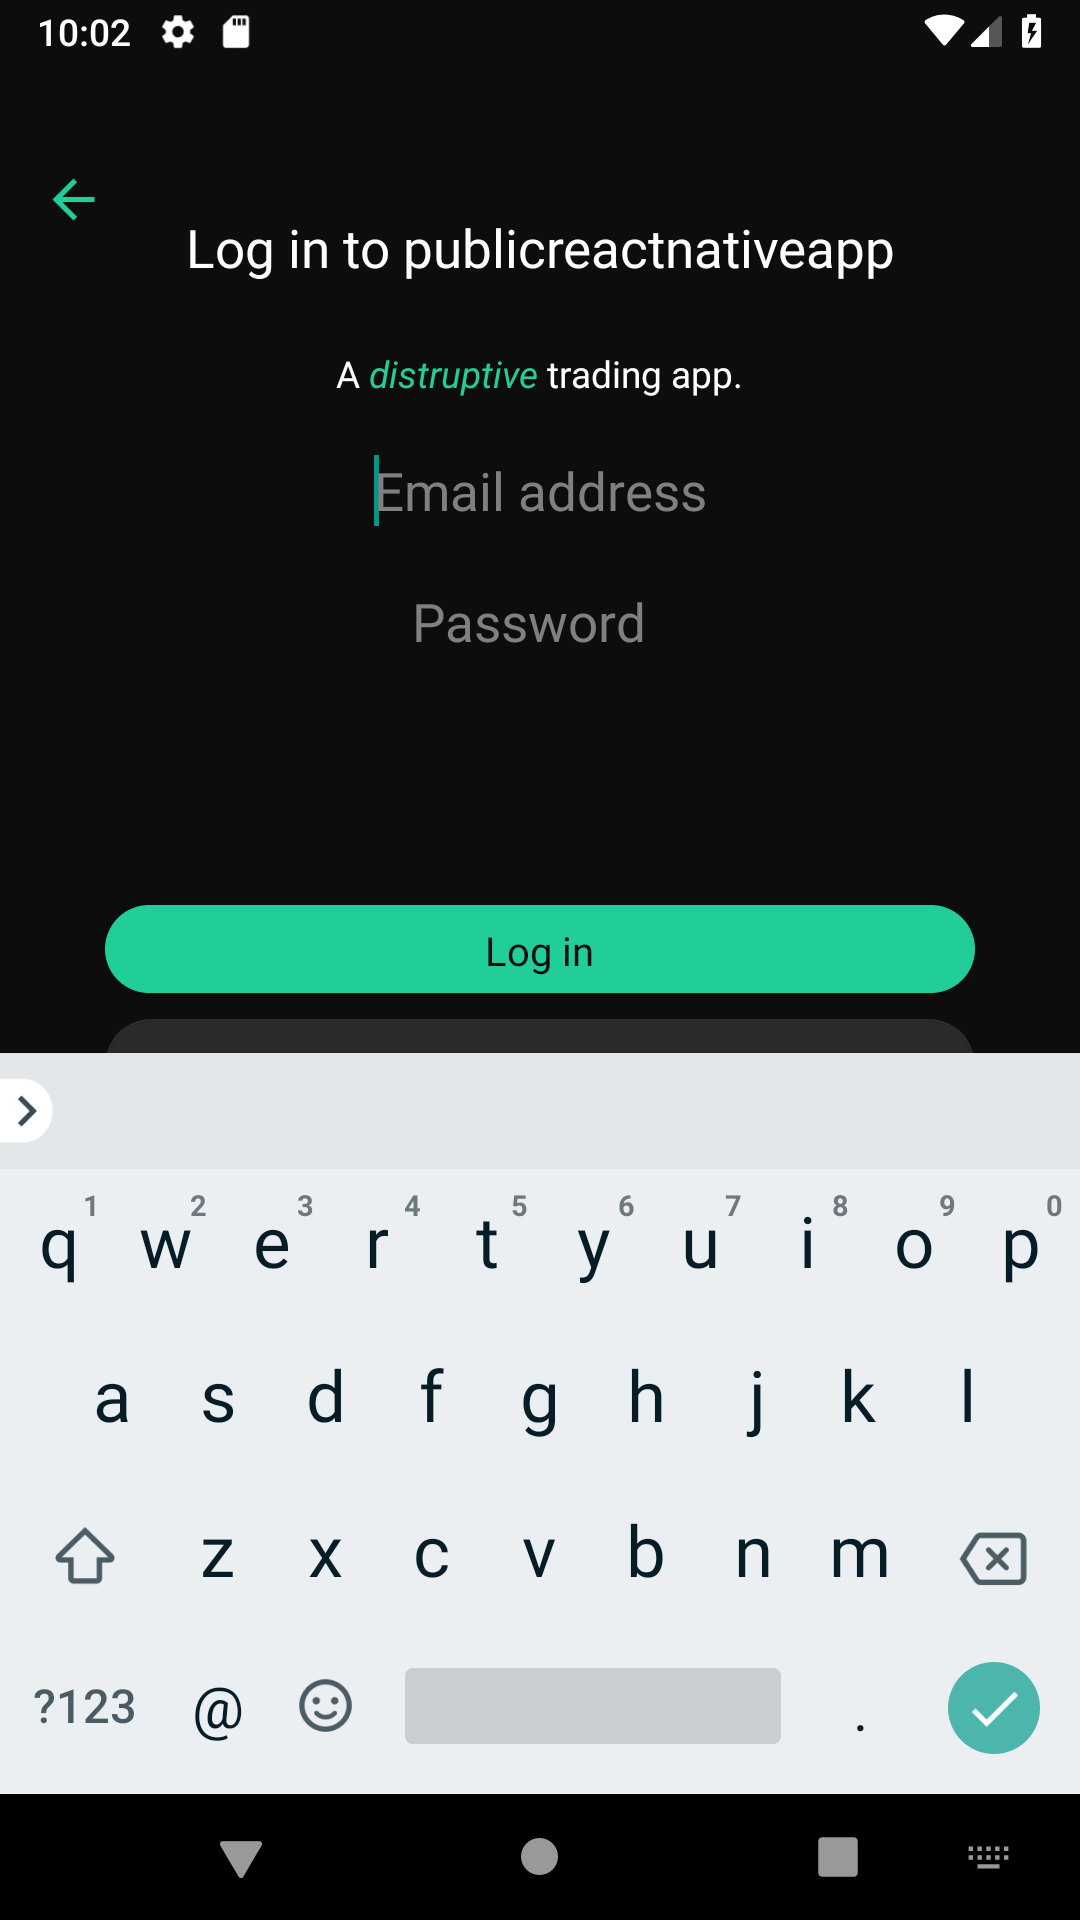 10:02
Log in to publicreactnativeapp
A distruptive trading app.
Email address
Password
Log in
1 2 3 4 5 6 7 8 9 0
q w e r t y u i o p
a s d f g h j k l
z x c v b n m
?123 @ .